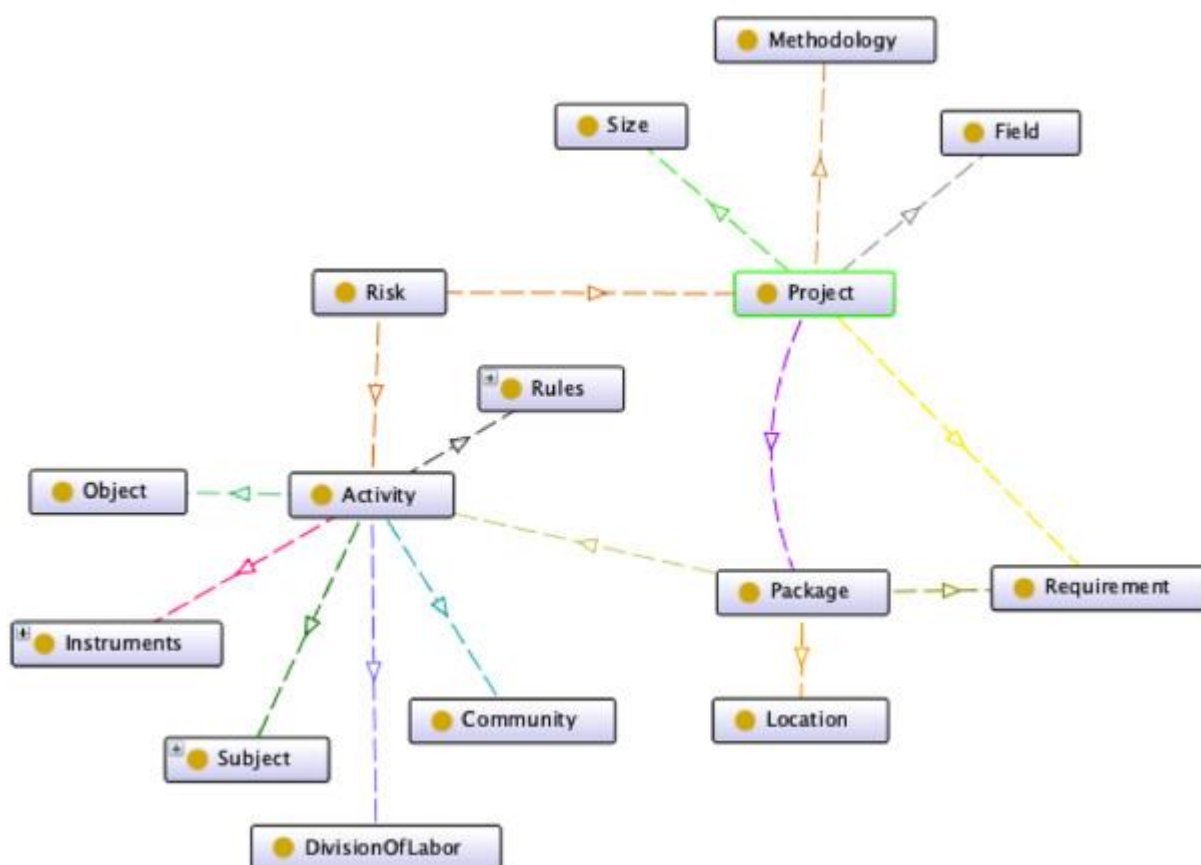 Methodology
Size
Field
Risk
Project
Rules
Object
Activity
Package
Requirement
Instruments
Community
Location
Subject
DivisionOfLabor